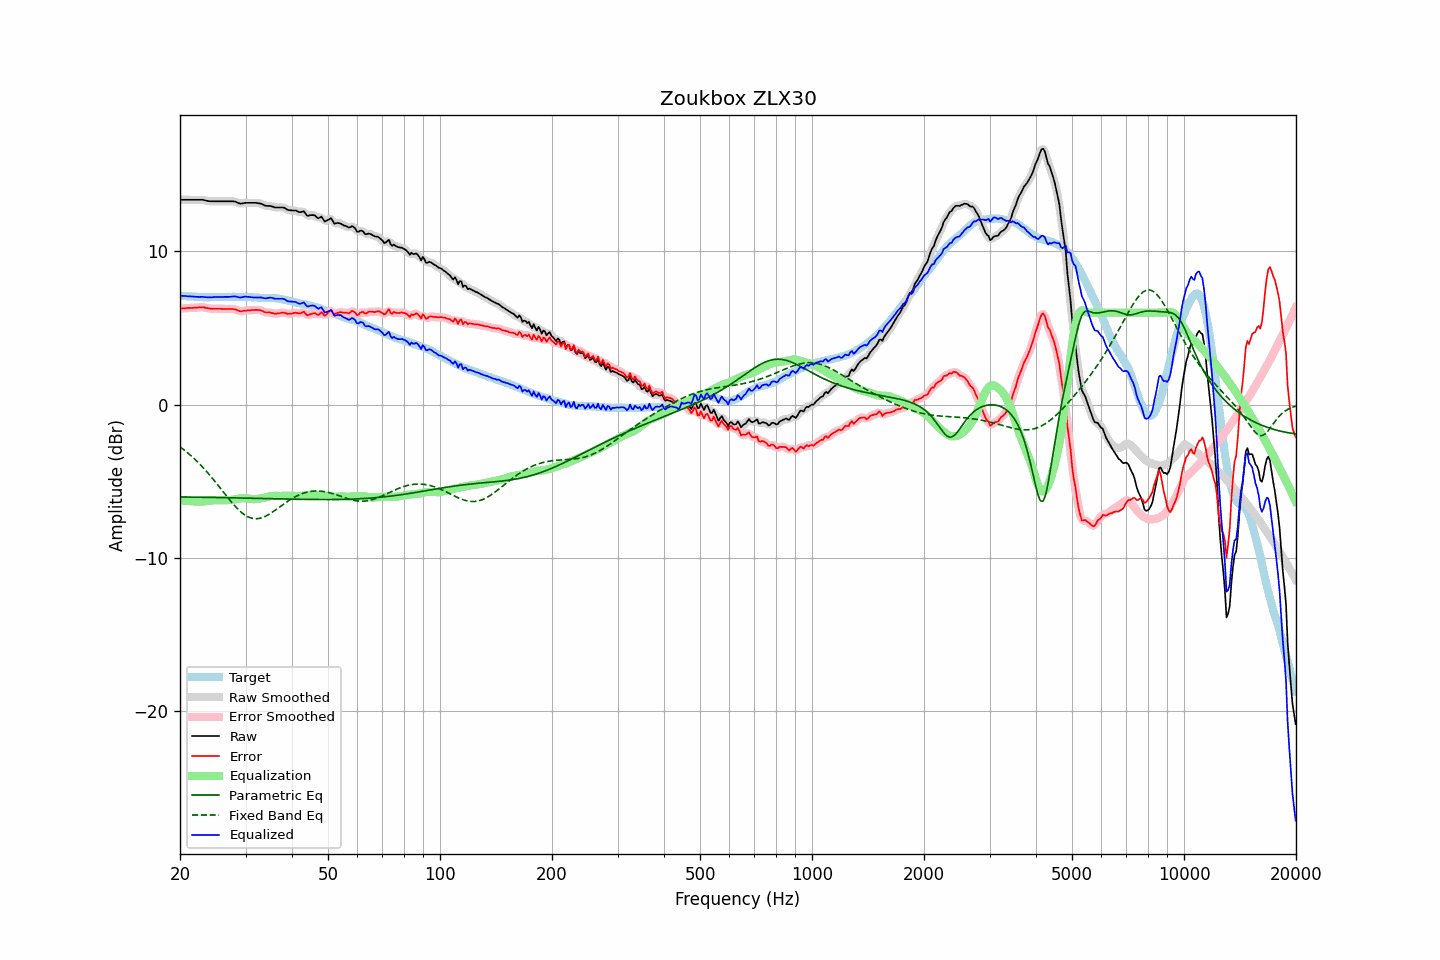 Zoukbox ZLX30
Amplitude (dBr)
10
0
−10
−20
Target
Raw Smoothed
Error Smoothed
Raw
Error
Equalization
Parametric Eq
Fixed Band Eq
Equalized
20 50 100 200 500 1000 2000 5000 10000 20000
Frequency (Hz)